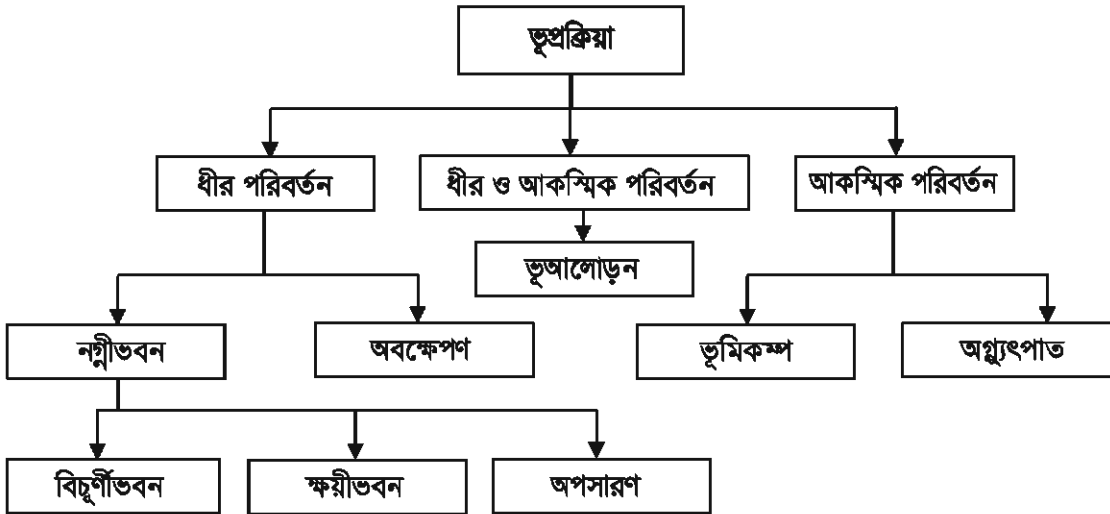 ভূপ্রক্রিয়া
ধীর পরিবর্তন
ধীর ও আকস্মিক পরিবর্তন
আকস্মিক পরিবর্তন
ভূআলোড়ন
নগ্নীভবন
অবক্ষেপণ
ভূমিকম্প
অগ্ন্যুৎপাত
বিচূর্ণীভবন
ক্ষয়ীভবন
অপসারণ